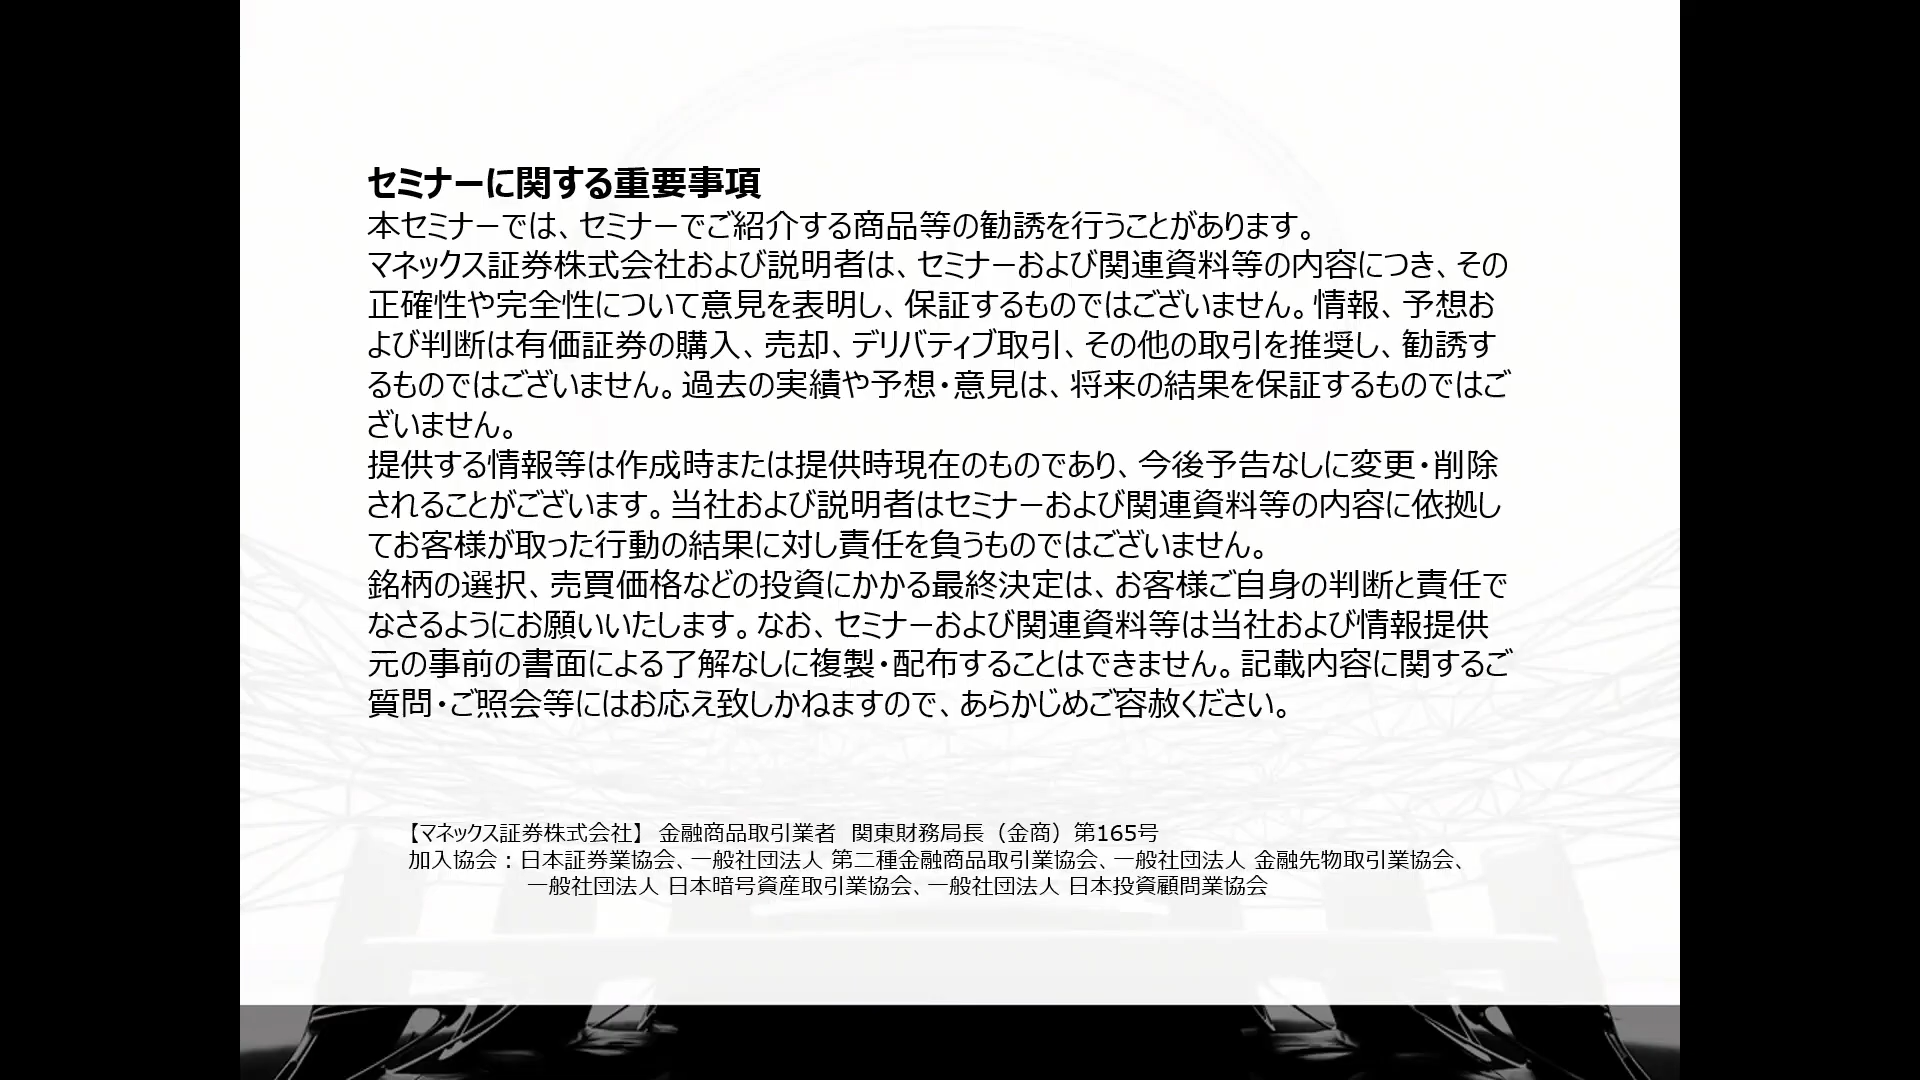 セミナーに関する重要事項
本セミナーでは、セミナーでご紹介する商品等の勧誘を行うことがあります。
マネックス証券株式会社および説明者は、セミナーおよび関連資料等の内容につき、その
正確性や完全性について意見を表明し、保証するものではございません。情報、予想お
よび判断は有価証券の購入、売却、デリバティブ取引、その他の取引を推奨し、勧誘す
るものではございません。過去の実績や予想・意見は、将来の結果を保証するものではご
ざいません。
提供する情報等は作成時または提供時現在のものであり、今後予告なしに変更・削除
されることがございます。当社および説明者はセミナーおよび関連資料等の内容に依拠し
てお客様が取った行動の結果に対し責任を負うものではございません。
銘柄の選択、売買価格などの投資にかかる最終決定は、お客様ご自身の判断と責任で
なさるようにお願いいたします。なお、セミナーおよび関連資料等は当社および情報提供
元の事前の書面による了解なしに複製・配布することはできません。記載内容に関するご
質問・ご照会等にはお応え致しかねますので、あらかじめご容赦ください。
【マネックス証券株式会社】 金融商品取引業者 関東財務局長（金商）第165号
加入協会：日本証券業協会、一般社団法人 第二種金融商品取引業協会、一般社団法人 金融先物取引業協会、
一般社団法人 日本暗号資産取引業協会、一般社団法人 日本投資顧問業協会